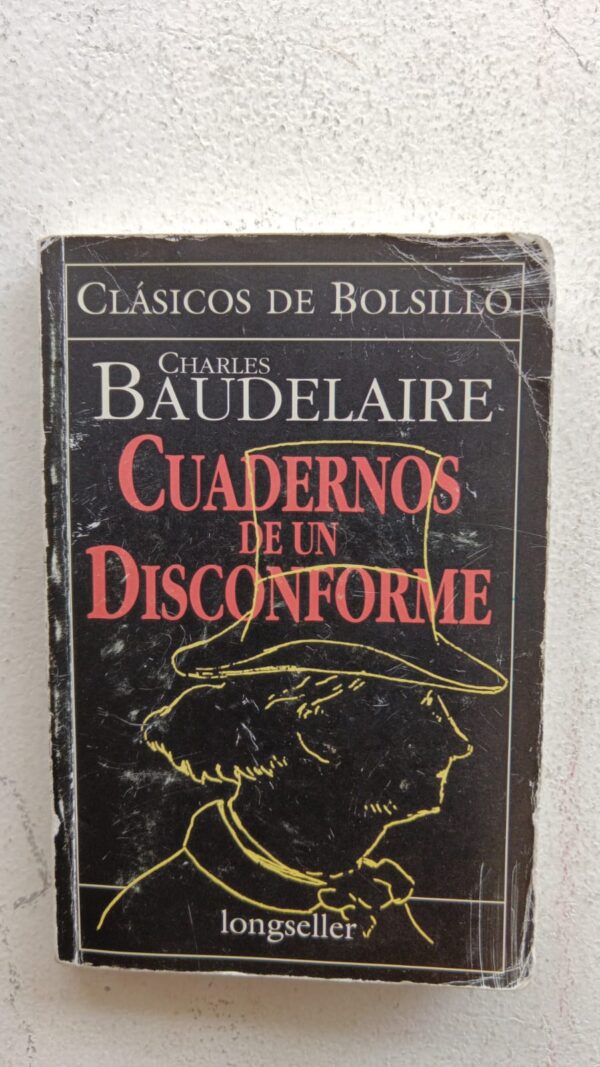 CLÁSICOS DE BOLSILLO
CHARLES
BAUDELAIRE
CUADERNOS
DE UN
DISCONFORME
longseller